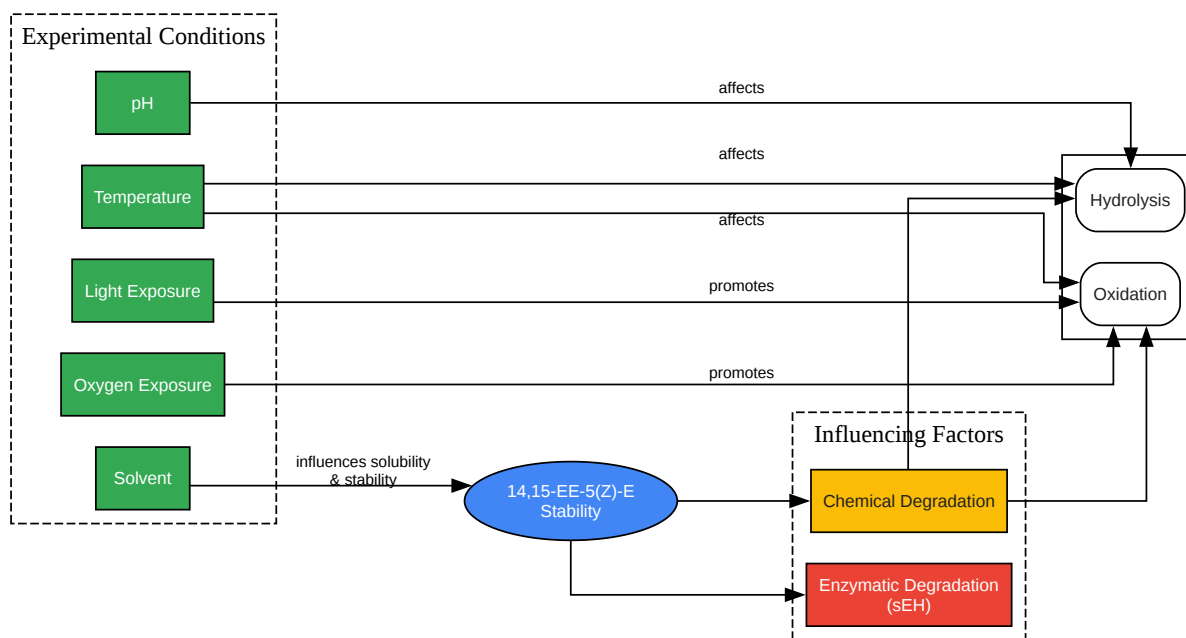 Experimental Conditions
pH
affects
Temperature
affects
affects
Hydrolysis
Light Exposure
promotes
Oxidation
Oxygen Exposure
promotes
Solvent
influences solubility
& stability
14,15-EE-5(Z)-E
Stability
Influencing Factors
Chemical Degradation
Enzymatic Degradation
(sEH)